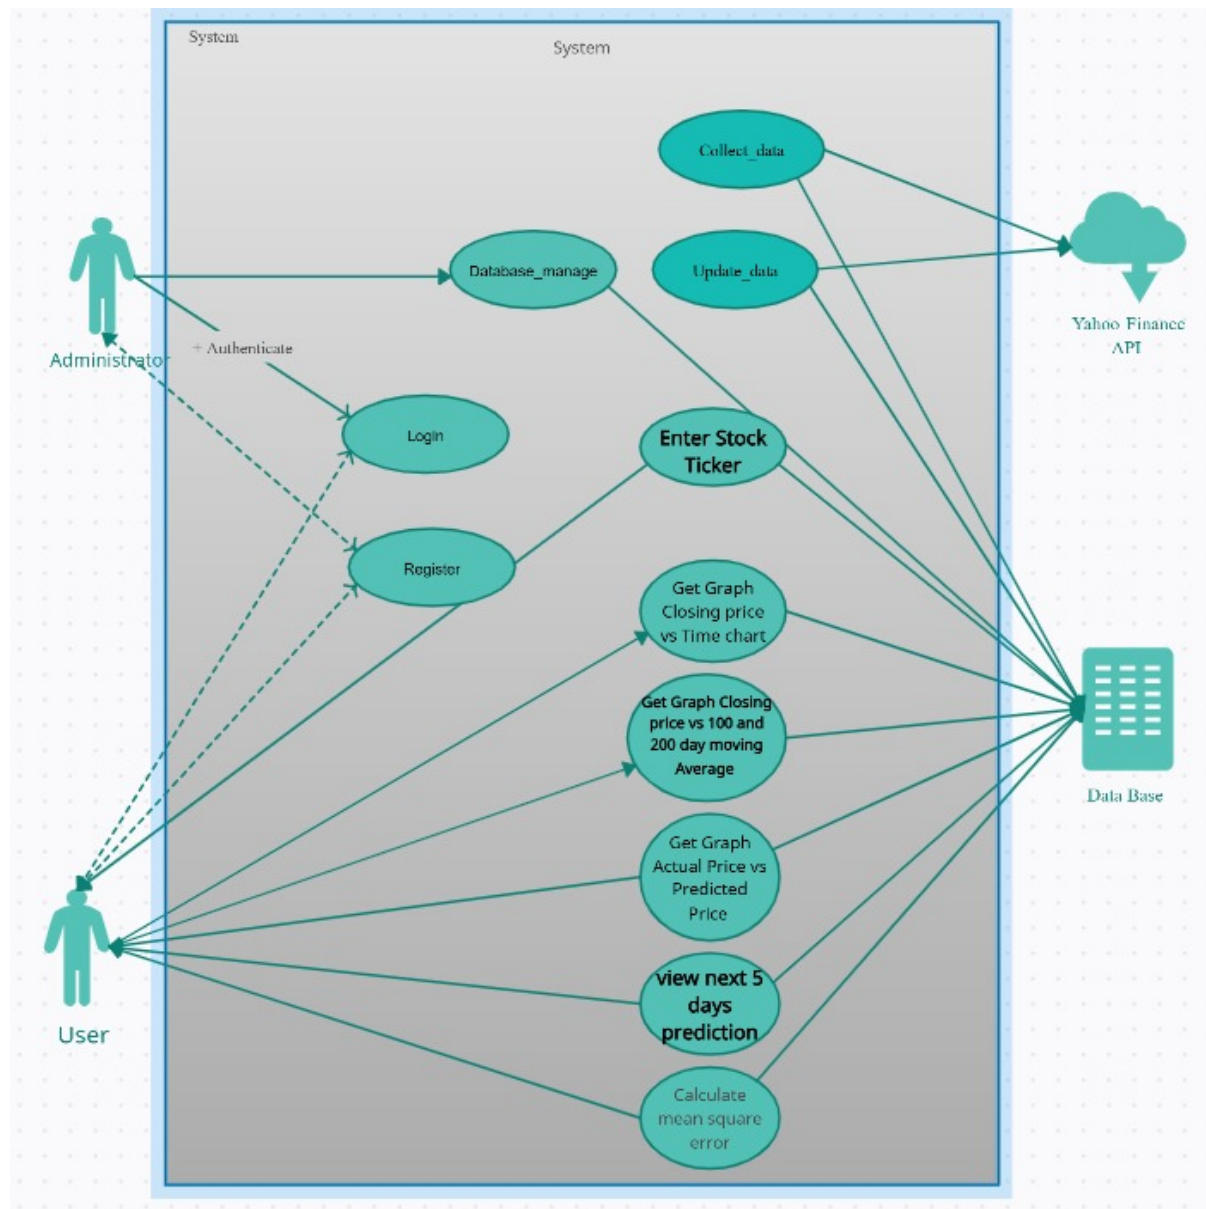 System
System
Collect_data
Database_manage
Update_data
Yahoo Finance
API
+ Authenticate
Administrator
Login
Enter Stock
Ticker
Register
Get Graph
Closing price
vs Time chart
Get Graph Closing
price vs 100 and
200 day moving
Average
Data Base
Get Graph
Actual Price vs
Predicted
Price
view next 5
days
prediction
User
Calculate
mean square
error